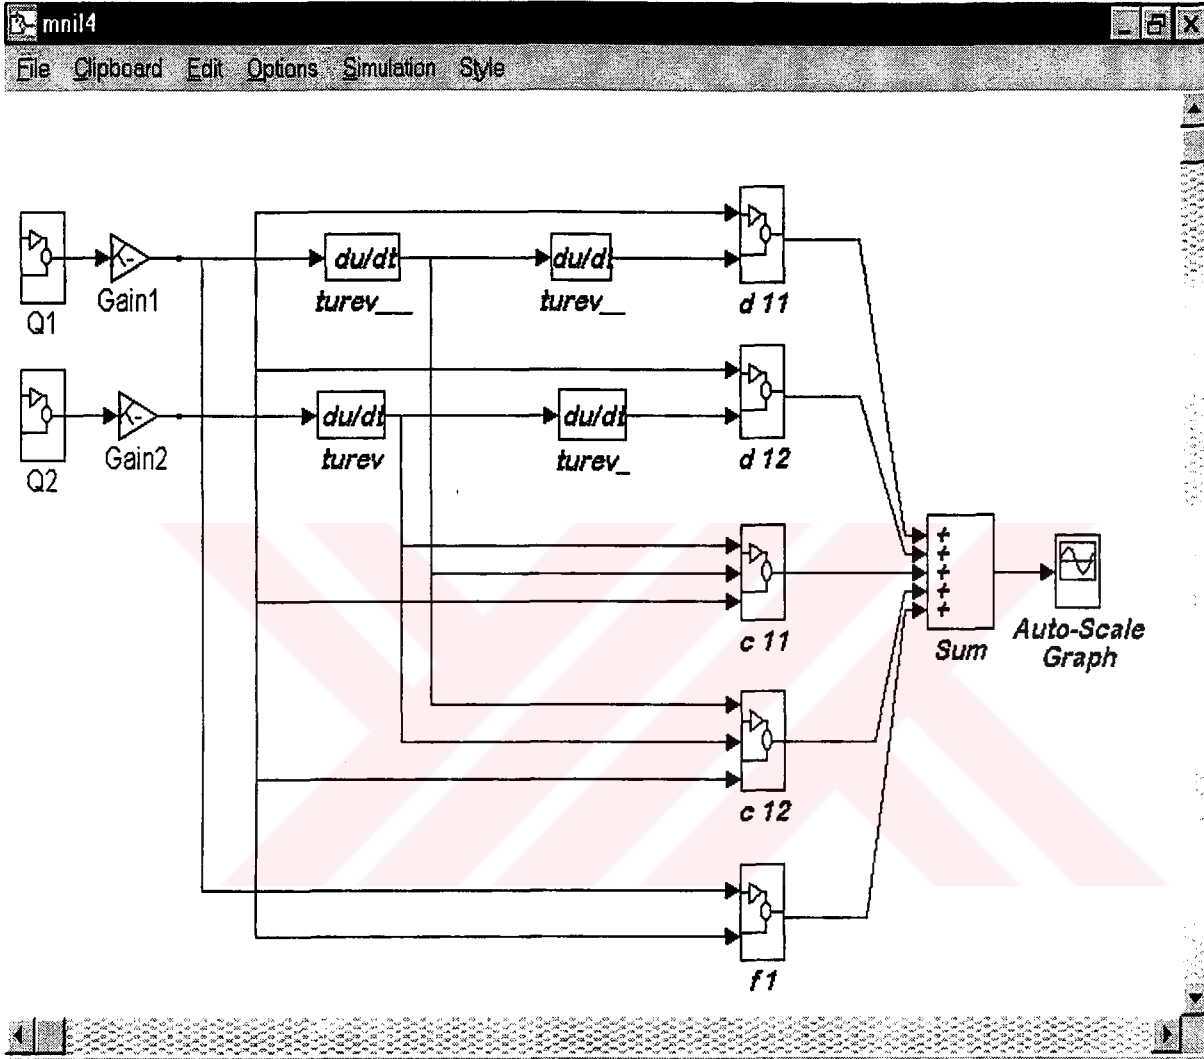 mnil4
File Clipboard Edit Options Simulation Style
Q1
Gain1
du/dt
turev___
du/dt
turev__
d 11
Q2
Gain2
du/dt
turev
du/dt
turev_
d 12
c 11
+
+
+
+
+
Sum
Auto-Scale
Graph
c 12
f 1